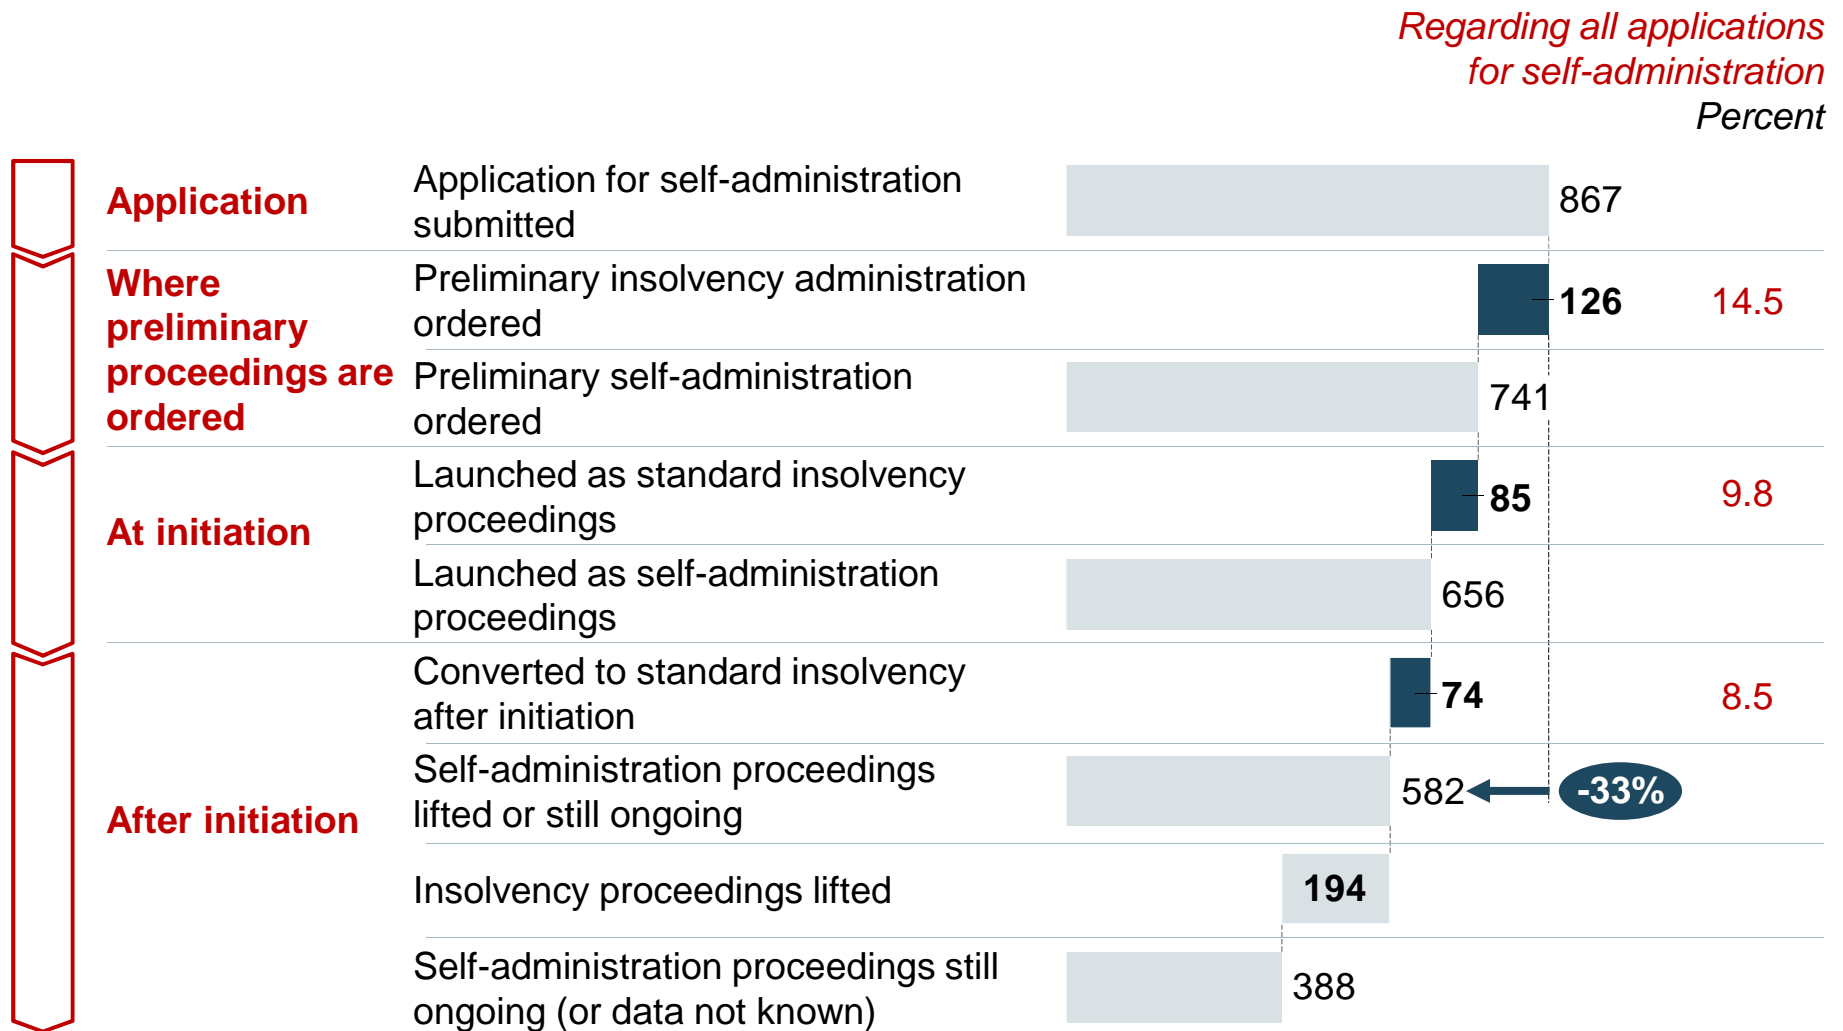 Regarding all applications
for self-administration
Percent
Application
Application for self-administration
submitted
867
Where
preliminary
proceedings are
ordered
Preliminary insolvency administration
ordered
126
14.5
Preliminary self-administration
ordered
741
At initiation
Launched as standard insolvency
proceedings
85
9.8
Launched as self-administration
proceedings
656
After initiation
Converted to standard insolvency
after initiation
74
8.5
Self-administration proceedings
lifted or still ongoing
582
-33%
Insolvency proceedings lifted
194
Self-administration proceedings still
ongoing (or data not known)
388